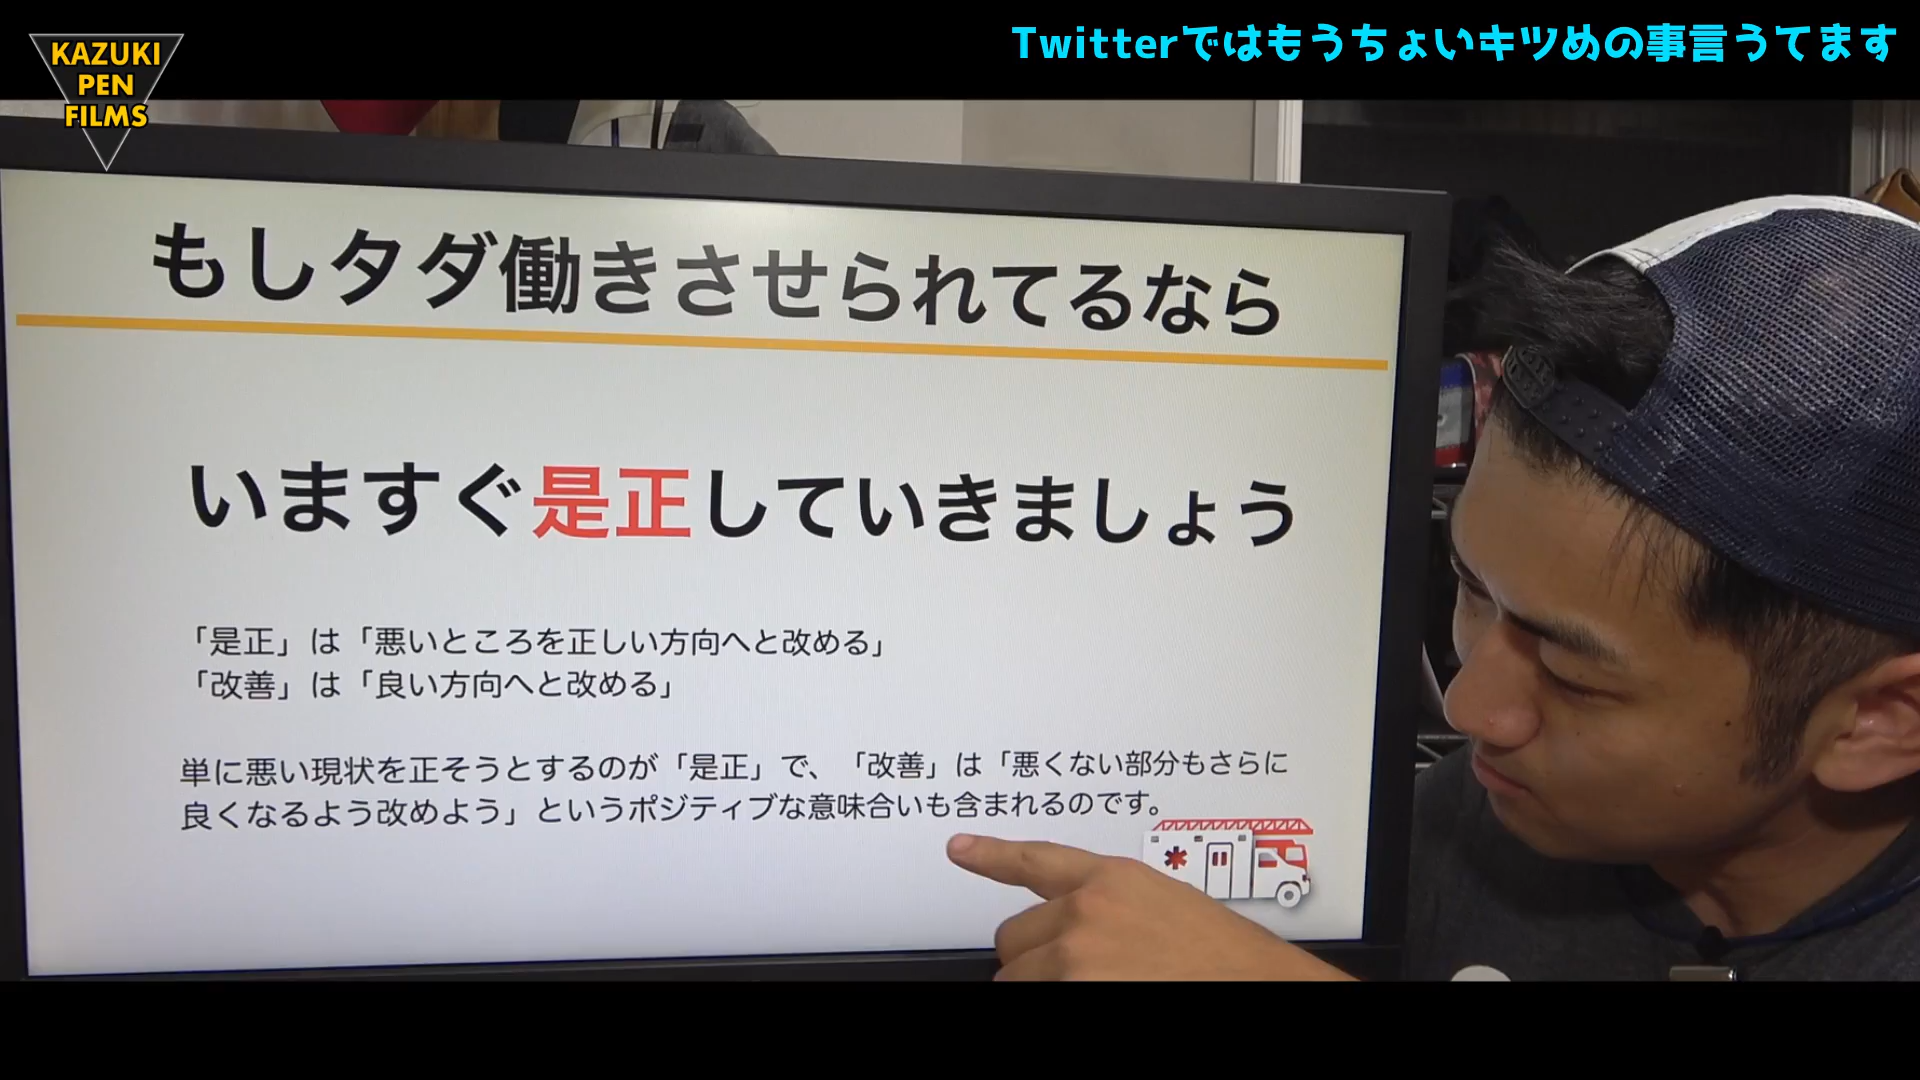 KAZUKI
PEN
FILMS
Twitterではもうちょいキツめの事言うてます
もしタダ働きさせられてるなら
いますぐ是正していきましょう
「是正」は「悪いところを正しい方向へと改める」
「改善」は「良い方向へと改める」
単に悪い現状を正そうとするのが「是正」で、「改善」は「悪くない部分もさらに
良くなるよう改めよう」というポジティブな意味合いも含まれるのです。